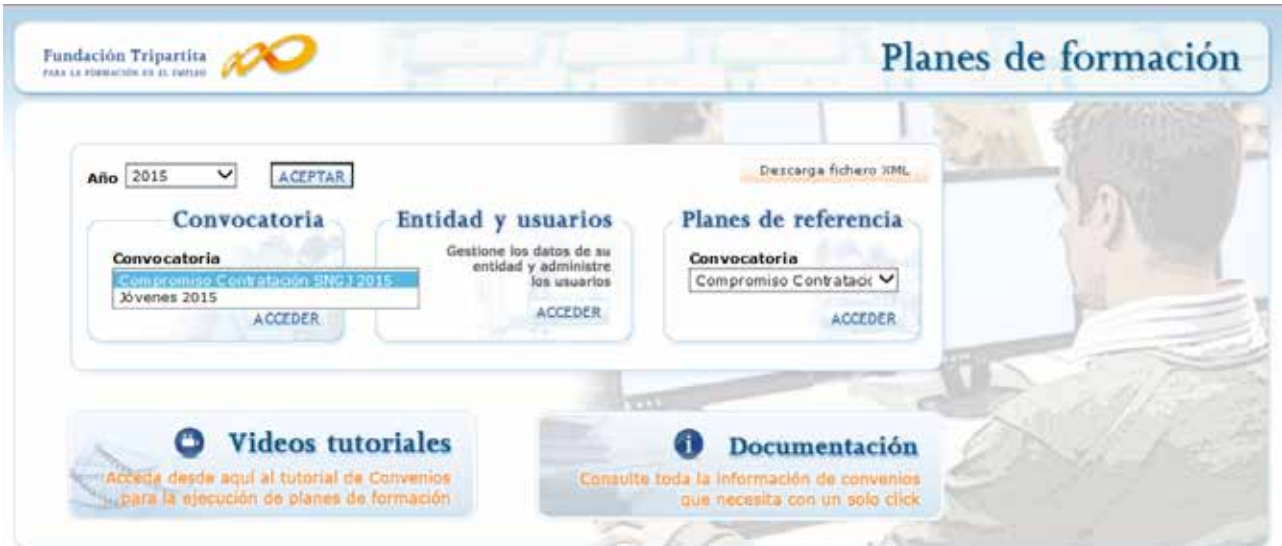 Fundación Tripartita
PARA LA FORMACIÓN EN EL EMPLEO
Planes de formación
Año 2015 ACEPTAR
Descarga fichero XML
Convocatoria
Convocatoria
Compromiso Contratación SNGJ 2015
Jóvenes 2015
ACCEDER
Entidad y usuarios
Gestione los datos de su
entidad y administre
los usuarios
ACCEDER
Planes de referencia
Convocatoria
Compromiso Contratació
ACCEDER
Videos tutoriales
Acceda desde aquí al tutorial de Convenios
para la ejecución de planes de formación
Documentación
Consulte toda la información de convenios
que necesita con un solo click